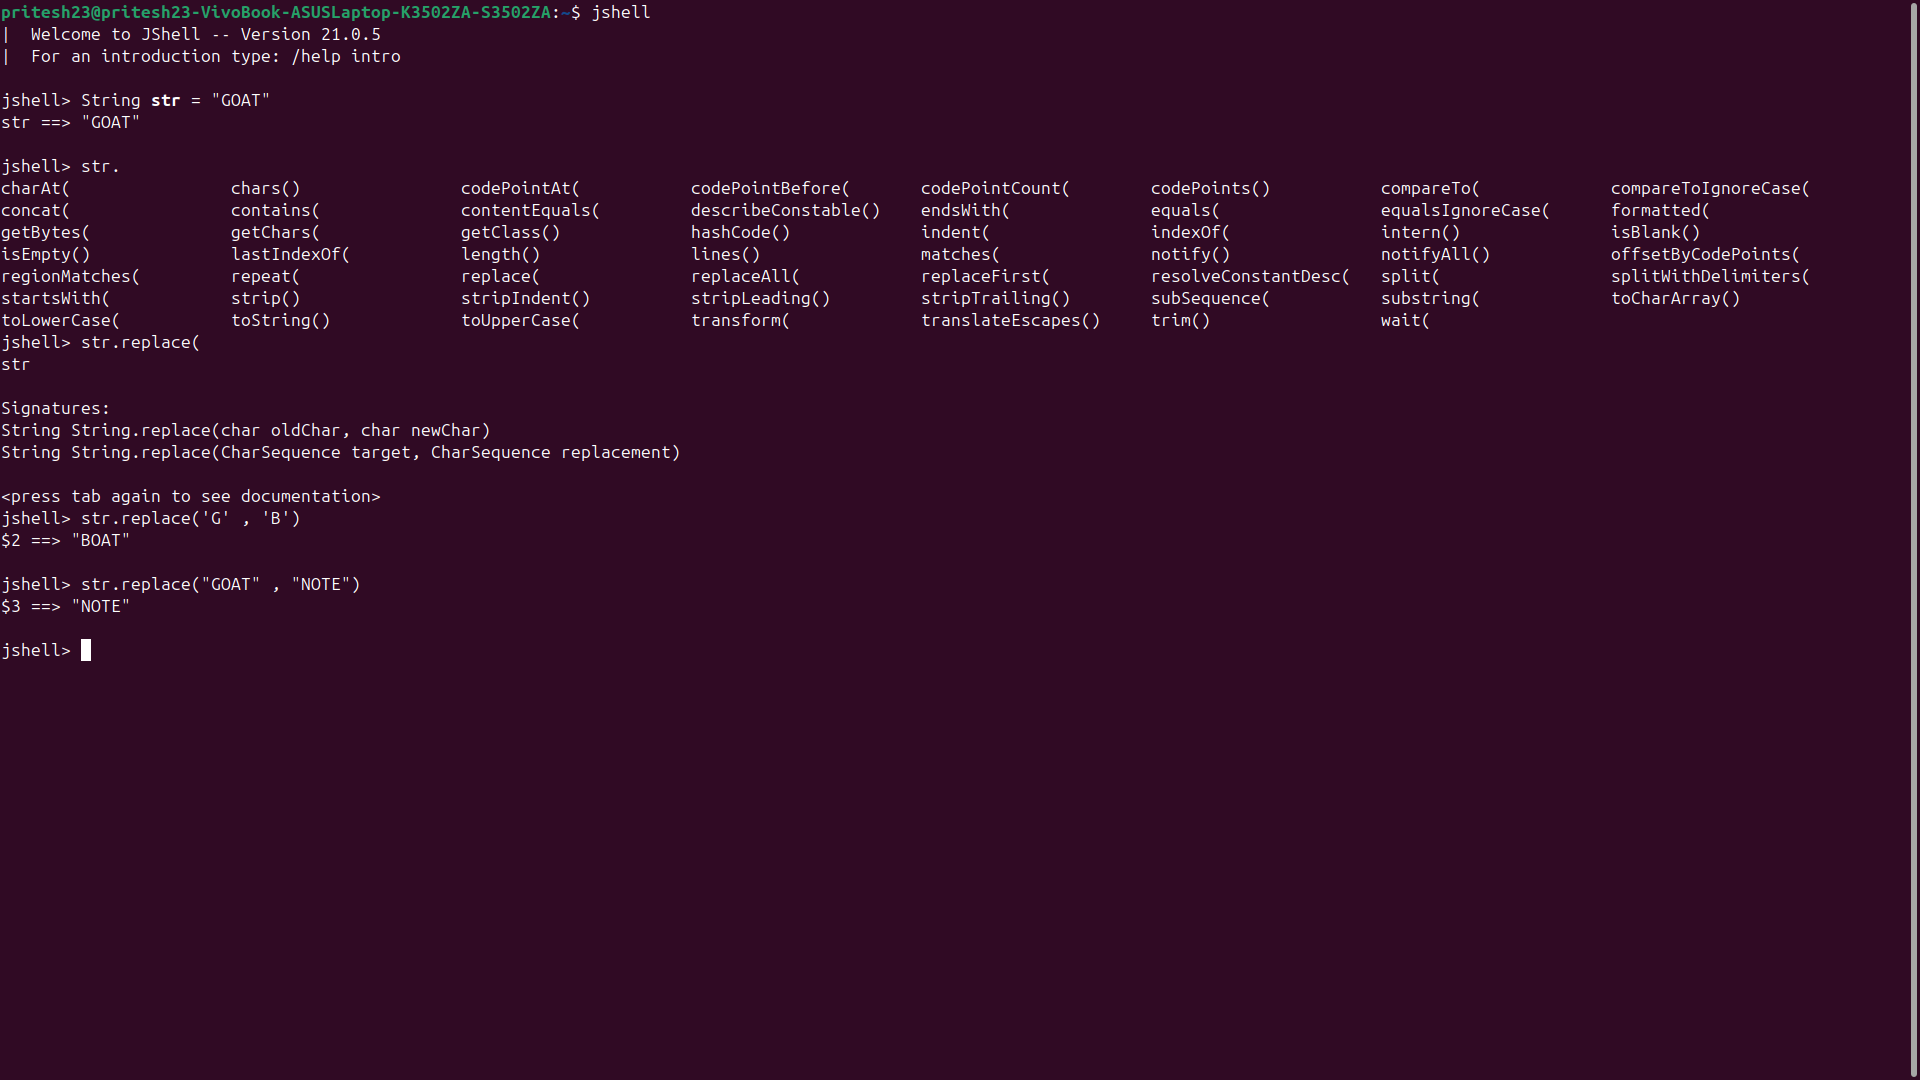 pritesh23@pritesh23-VivoBook-ASUSLaptop-K3502ZA-S3502ZA:~$ jshell
|  Welcome to JShell -- Version 21.0.5
|  For an introduction type: /help intro
jshell> String str = "GOAT"
str ==> "GOAT"
jshell> str.
charAt(                chars()                codePointAt(           codePointBefore(       codePointCount(        codePoints()           compareTo(             compareToIgnoreCase(
concat(                contains(              contentEquals(         describeConstable()    endsWith(              equals(                equalsIgnoreCase(      formatted(
getBytes(              getChars(              getClass()             hashCode()             indent(                indexOf(               intern()               isBlank()
isEmpty()              lastIndexOf(           length()               lines()                matches(               notify()               notifyAll()            offsetByCodePoints(
regionMatches(         repeat(                replace(               replaceAll(            replaceFirst(          resolveConstantDesc(   split(                 splitWithDelimiters(
startsWith(            strip()                stripIndent()          stripLeading()         stripTrailing()        subSequence(           substring(             toCharArray()
toLowerCase(           toString()             toUpperCase(           transform(             translateEscapes()     trim()                 wait(
jshell> str.replace(
str
Signatures:
String String.replace(char oldChar, char newChar)
String String.replace(CharSequence target, CharSequence replacement)
<press tab again to see documentation>
jshell> str.replace('G' , 'B')
$2 ==> "BOAT"
jshell> str.replace("GOAT" , "NOTE")
$3 ==> "NOTE"
jshell>